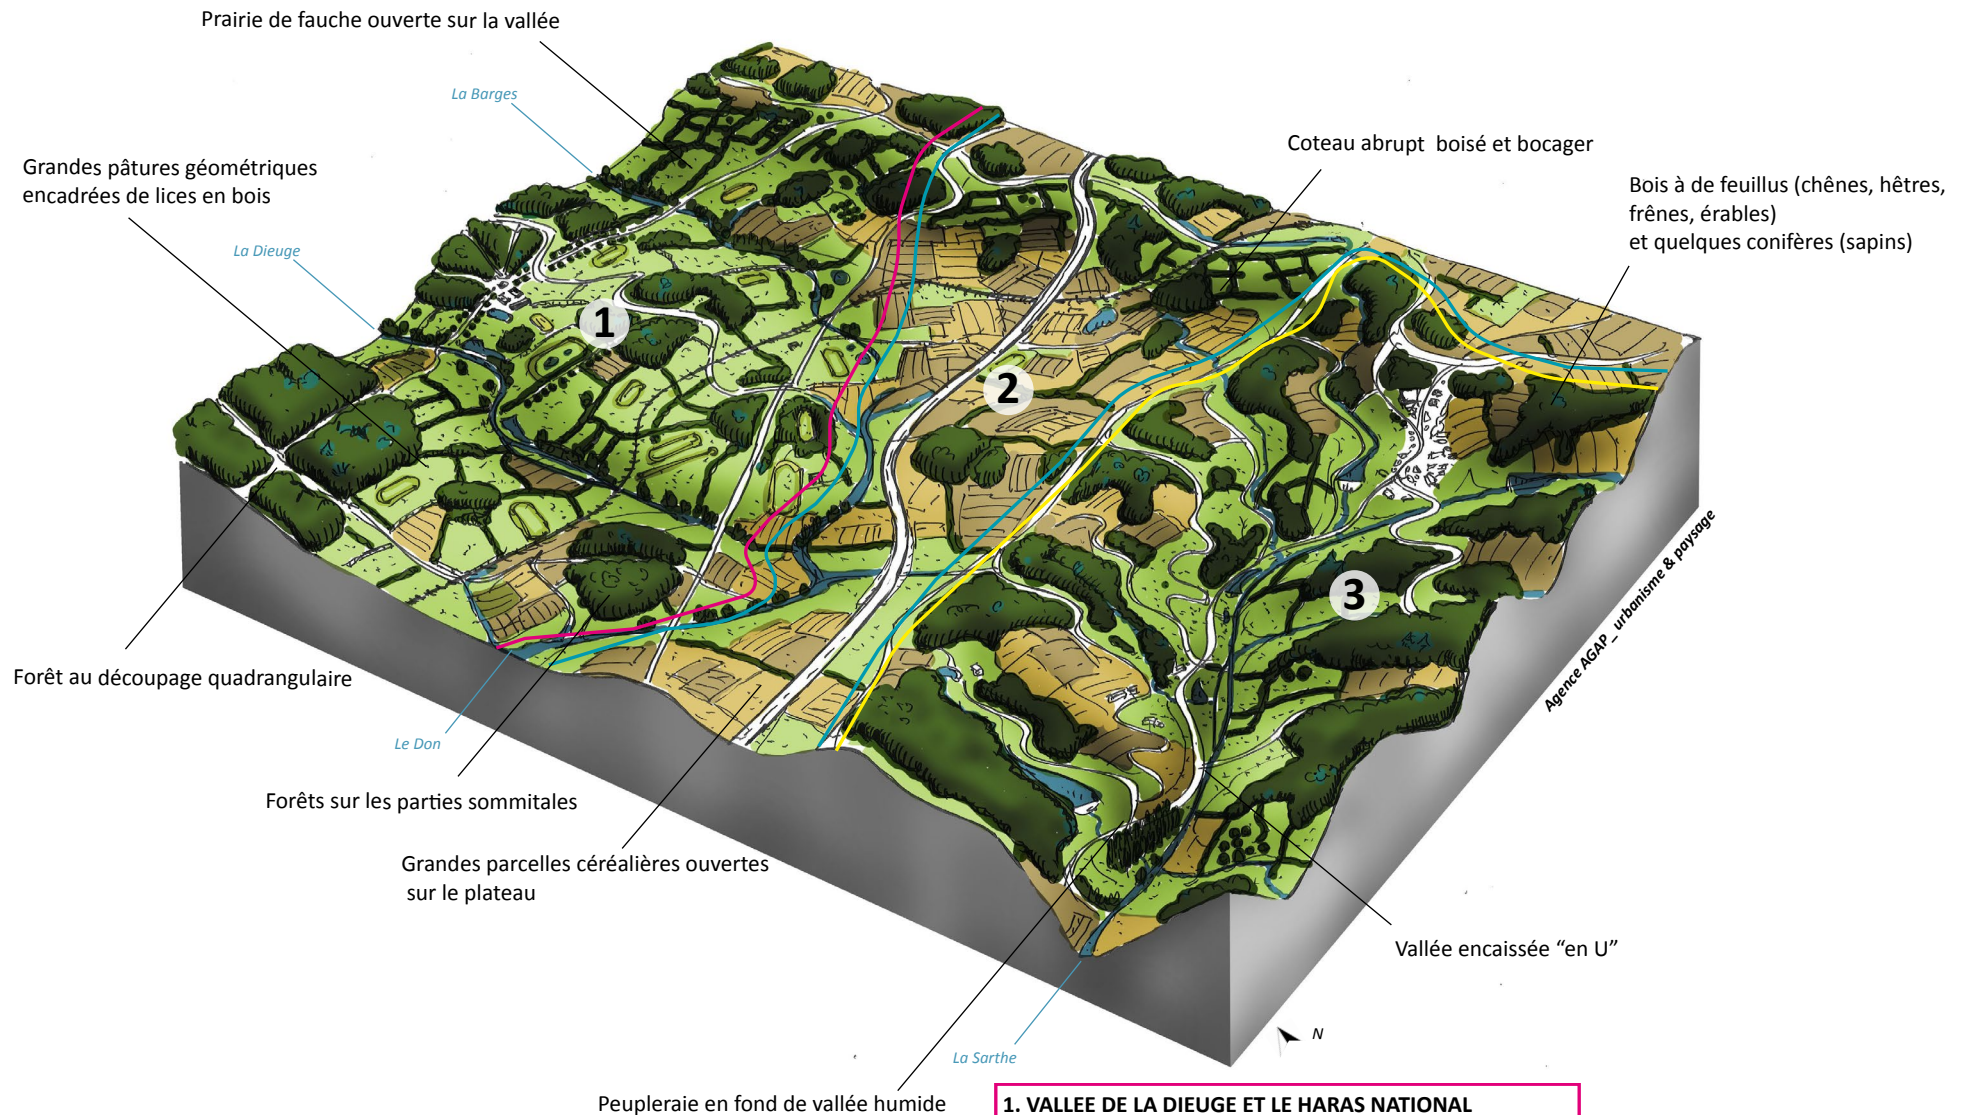 Prairie de fauche ouverte sur la vallée
La Barges
Grandes pâtures géométriques
encadrées de lices en bois
La Dieuge
Coteau abrupt boisé et bocager
Bois à de feuillus (chênes, hêtres,
frênes, érables)
et quelques conifères (sapins)
1
2
3
Forêt au découpage quadrangulaire
Le Don
Forêts sur les parties sommitales
Grandes parcelles céréalières ouvertes
sur le plateau
Agence AGAP_ urbanisme & paysage
Vallée encaissée “en U”
N
La Sarthe
Peupleraie en fond de vallée humide
1. VALLEE DE LA DIEUGE ET LE HARAS NATIONAL